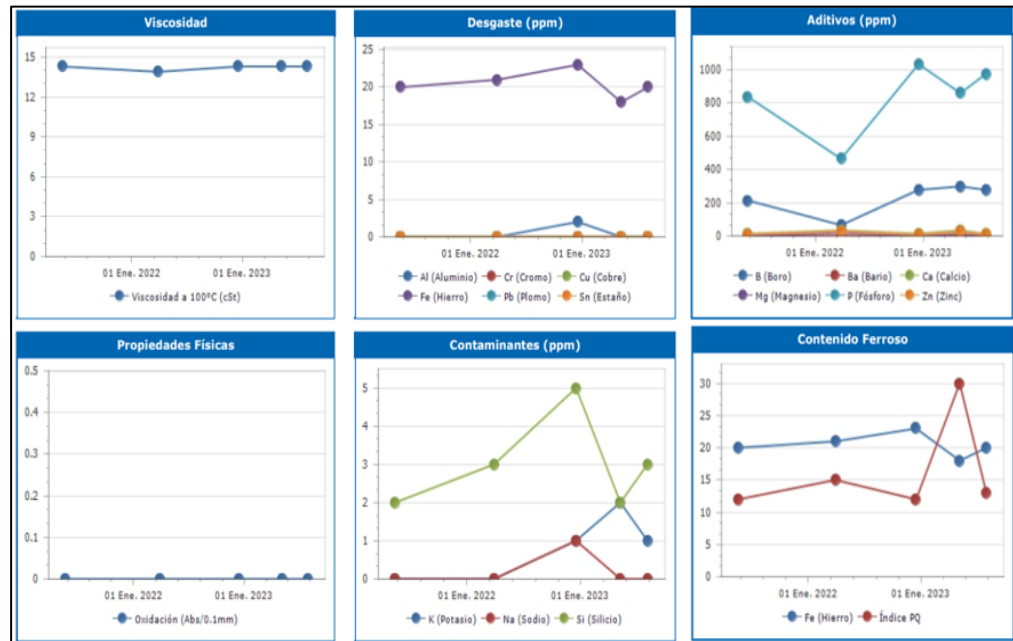 Viscosidad
15
12
9
6
3
0
01 Ene. 2022 01 Ene. 2023
Viscosidad a 100ºC (cSt)
Desgaste (ppm)
25
20
15
10
5
0
01 Ene. 2022 01 Ene. 2023
Al (Aluminio) Cr (Cromo) Cu (Cobre)
Fe (Hierro) Pb (Plomo) Sn (Estaño)
Aditivos (ppm)
1000
800
600
400
200
0
01 Ene. 2022 01 Ene. 2023
B (Boro) Ba (Bario) Ca (Calcio)
Mg (Magnesio) P (Fósforo) Zn (Zinc)
Propiedades Físicas
0.5
0.4
0.3
0.2
0.1
0
01 Ene. 2022 01 Ene. 2023
Oxidación (Abs/0.1mm)
Contaminantes (ppm)
5
4
3
2
1
0
01 Ene. 2022 01 Ene. 2023
K (Potasio) Na (Sodio) Si (Silicio)
Contenido Ferroso
30
25
20
15
10
5
0
01 Ene. 2022 01 Ene. 2023
Fe (Hierro) Índice PQ